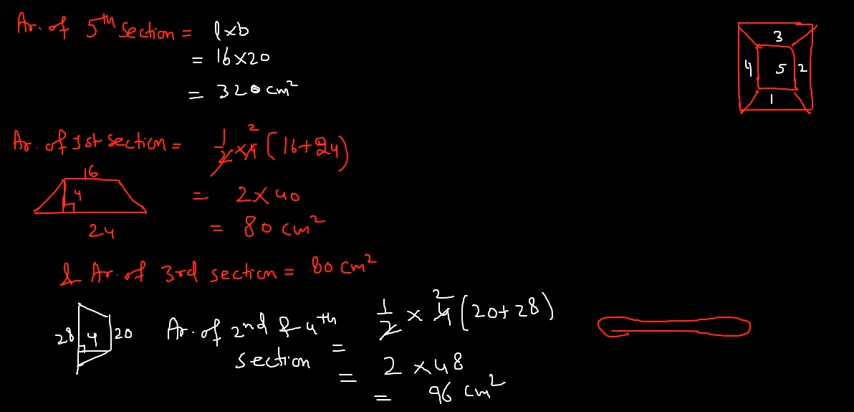 Ar. of 5th section = l×b
= 16×20
= 320 cm²
3
4 5 2
1
Ar. of 1st section = 1/2 × 4 2 (16+24)
16
4
24
= 2×40
= 80 cm²
& Ar. of 3rd section = 80 cm²
28 4 20
Ar. of 2nd & 4th section = 1/2 × 4 2 (20+28)
= 2 × 48
= 96 cm²